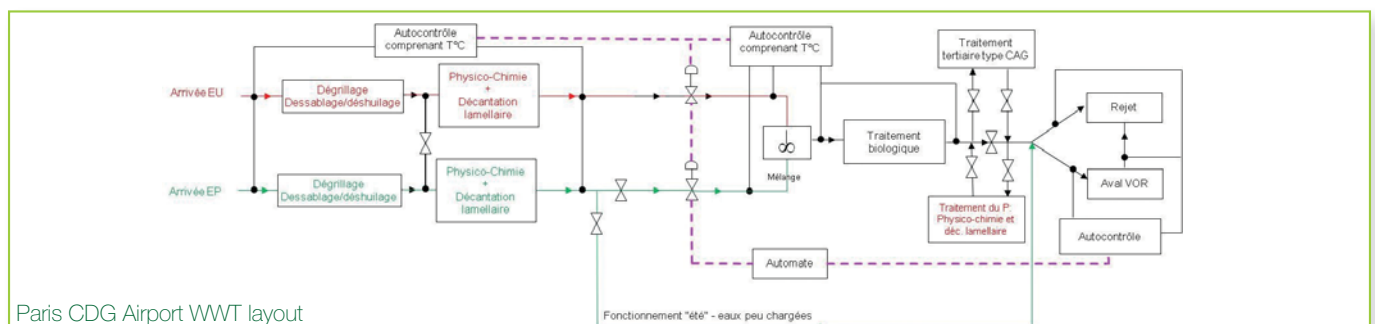 Autocontrôle
comprenant T°C
Autocontrôle
comprenant T°C
Traitement
tertiaire type CAG
Arrivée EU
Dégrillage
Dessablage/déshuilage
Physico-Chimie
+
Décantation
lamellaire
Rejet
Mélange
Traitement
biologique
Arrivée EP
Dégrillage
Dessablage/déshuilage
Physico-Chimie
+
Décantation
lamellaire
Aval VOR
Traitement du P:
Physico-chimie et
déc. lamellaire
Autocontrôle
Automate
Fonctionnement "été" - eaux peu chargées
Paris CDG Airport WWT layout